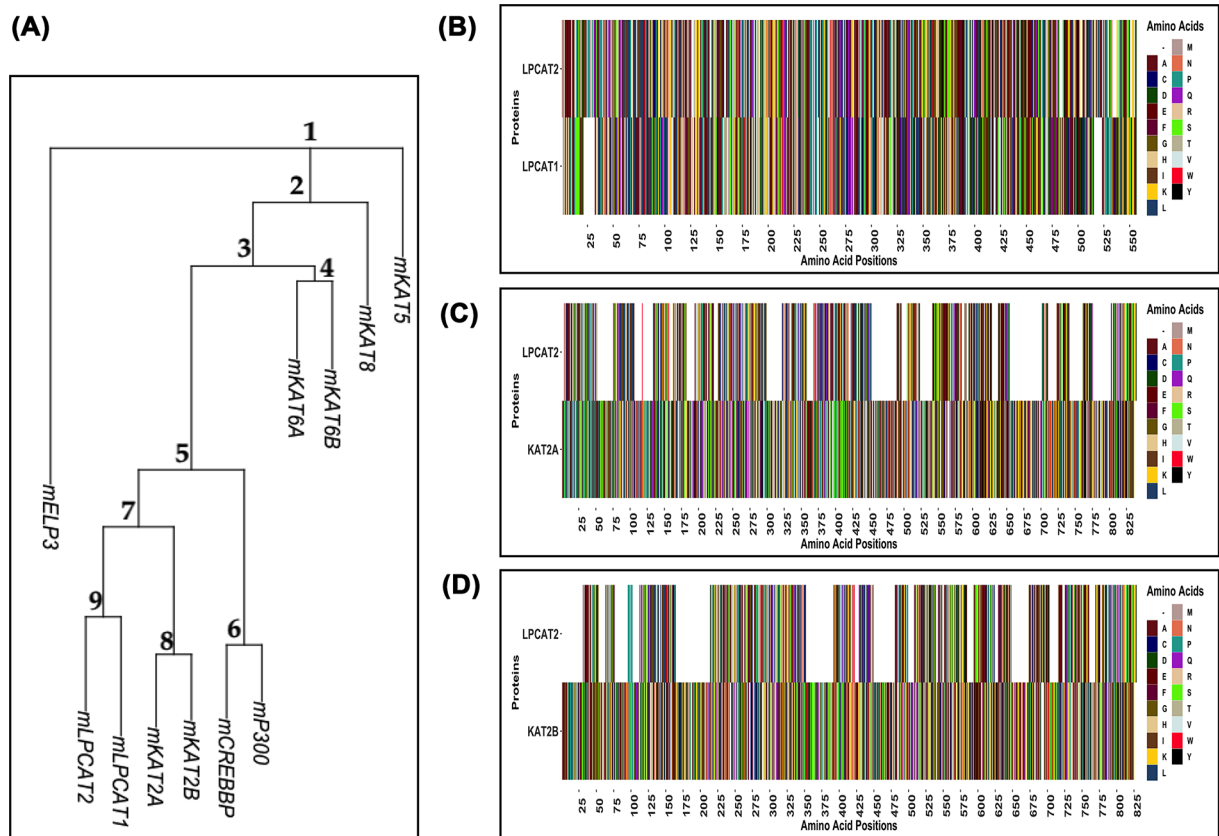 (A)
1
2
3
4
5
6
7
8
9
mELP3
mLPCAT2
mLPCAT1
mKAT2A
mKAT2B
mCREBBP
mP300
mKAT6A
mKAT6B
mKAT8
mKAT5
(B)
Proteins
LPCAT2
LPCAT1
25 50 75 100 125 150 175 200 225 250 275 300 325 350 375 400 425 450 475 500 525 550
Amino Acid Positions
Amino Acids
- M
A N
C P
D Q
E R
F S
G T
H V
I W
K Y
L
(C)
Proteins
LPCAT2
KAT2A
25 50 75 100 125 150 175 200 225 250 275 300 325 350 375 400 425 450 475 500 525 550 575 600 625 650 675 700 725 750 775 800 825
Amino Acid Positions
Amino Acids
- M
A N
C P
D Q
E R
F S
G T
H V
I W
K Y
L
(D)
Proteins
LPCAT2
KAT2B
25 50 75 100 125 150 175 200 225 250 275 300 325 350 375 400 425 450 475 500 525 550 575 600 625 650 675 700 725 750 775 800 825
Amino Acid Positions
Amino Acids
- M
A N
C P
D Q
E R
F S
G T
H V
I W
K Y
L